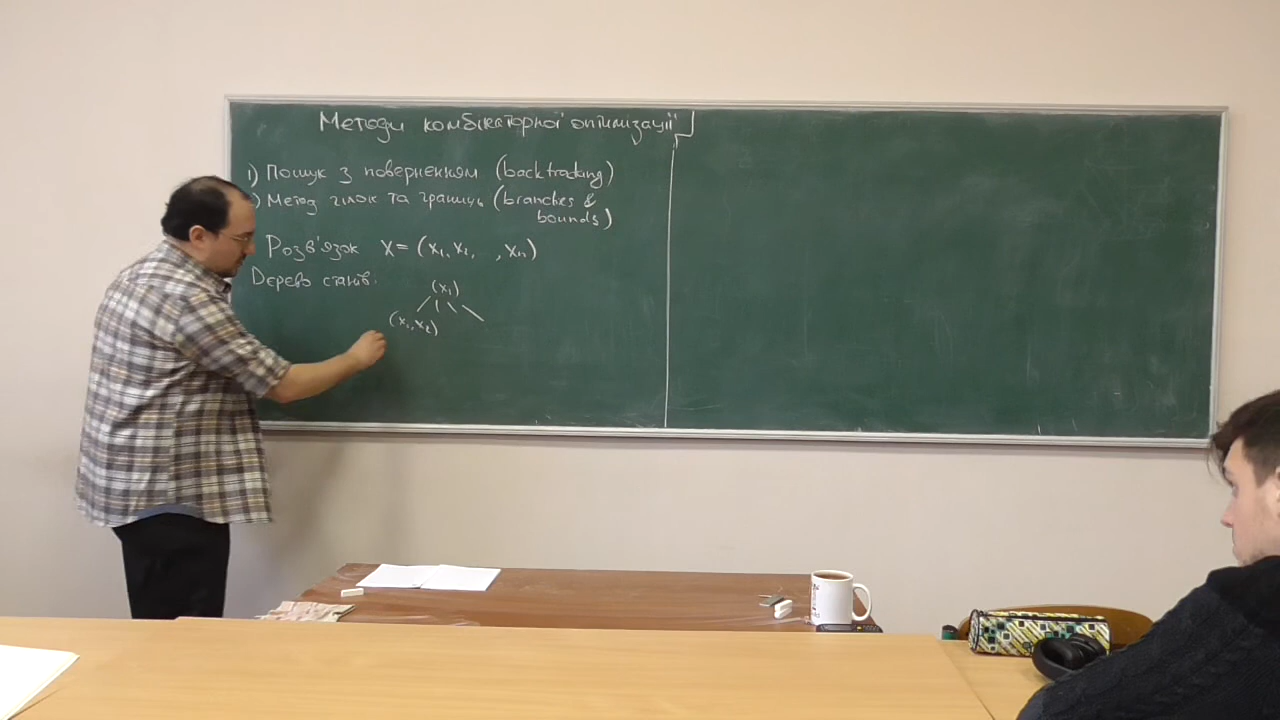 Методи комбінаторної оптимізації
1) Пошук з поверненням (backtracking)
2) Метод гілок та границь (branches &
bounds)
Розв'язок X = (x₁, x₂, , xₙ)
Дерево станів.
(x₁)
(x₁, x₂)